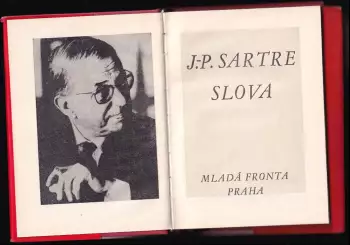 J.-P. SARTRE
SLOVA
MLADÁ FRONTA
PRAHA